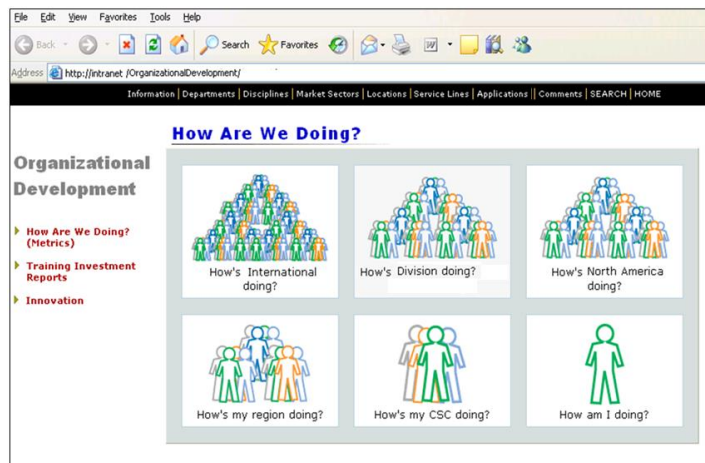 File Edit View Favorites Tools Help
Back Search Favorites
Address http://intranet /OrganizationalDevelopment/
Information | Departments | Disciplines | Market Sectors | Locations | Service Lines | Applications || Comments | SEARCH | HOME
How Are We Doing?
Organizational
Development
How Are We Doing?
(Metrics)
Training Investment
Reports
Innovation
How's International
doing?
How's Division doing?
How's North America
doing?
How's my region doing?
How's my CSC doing?
How am I doing?